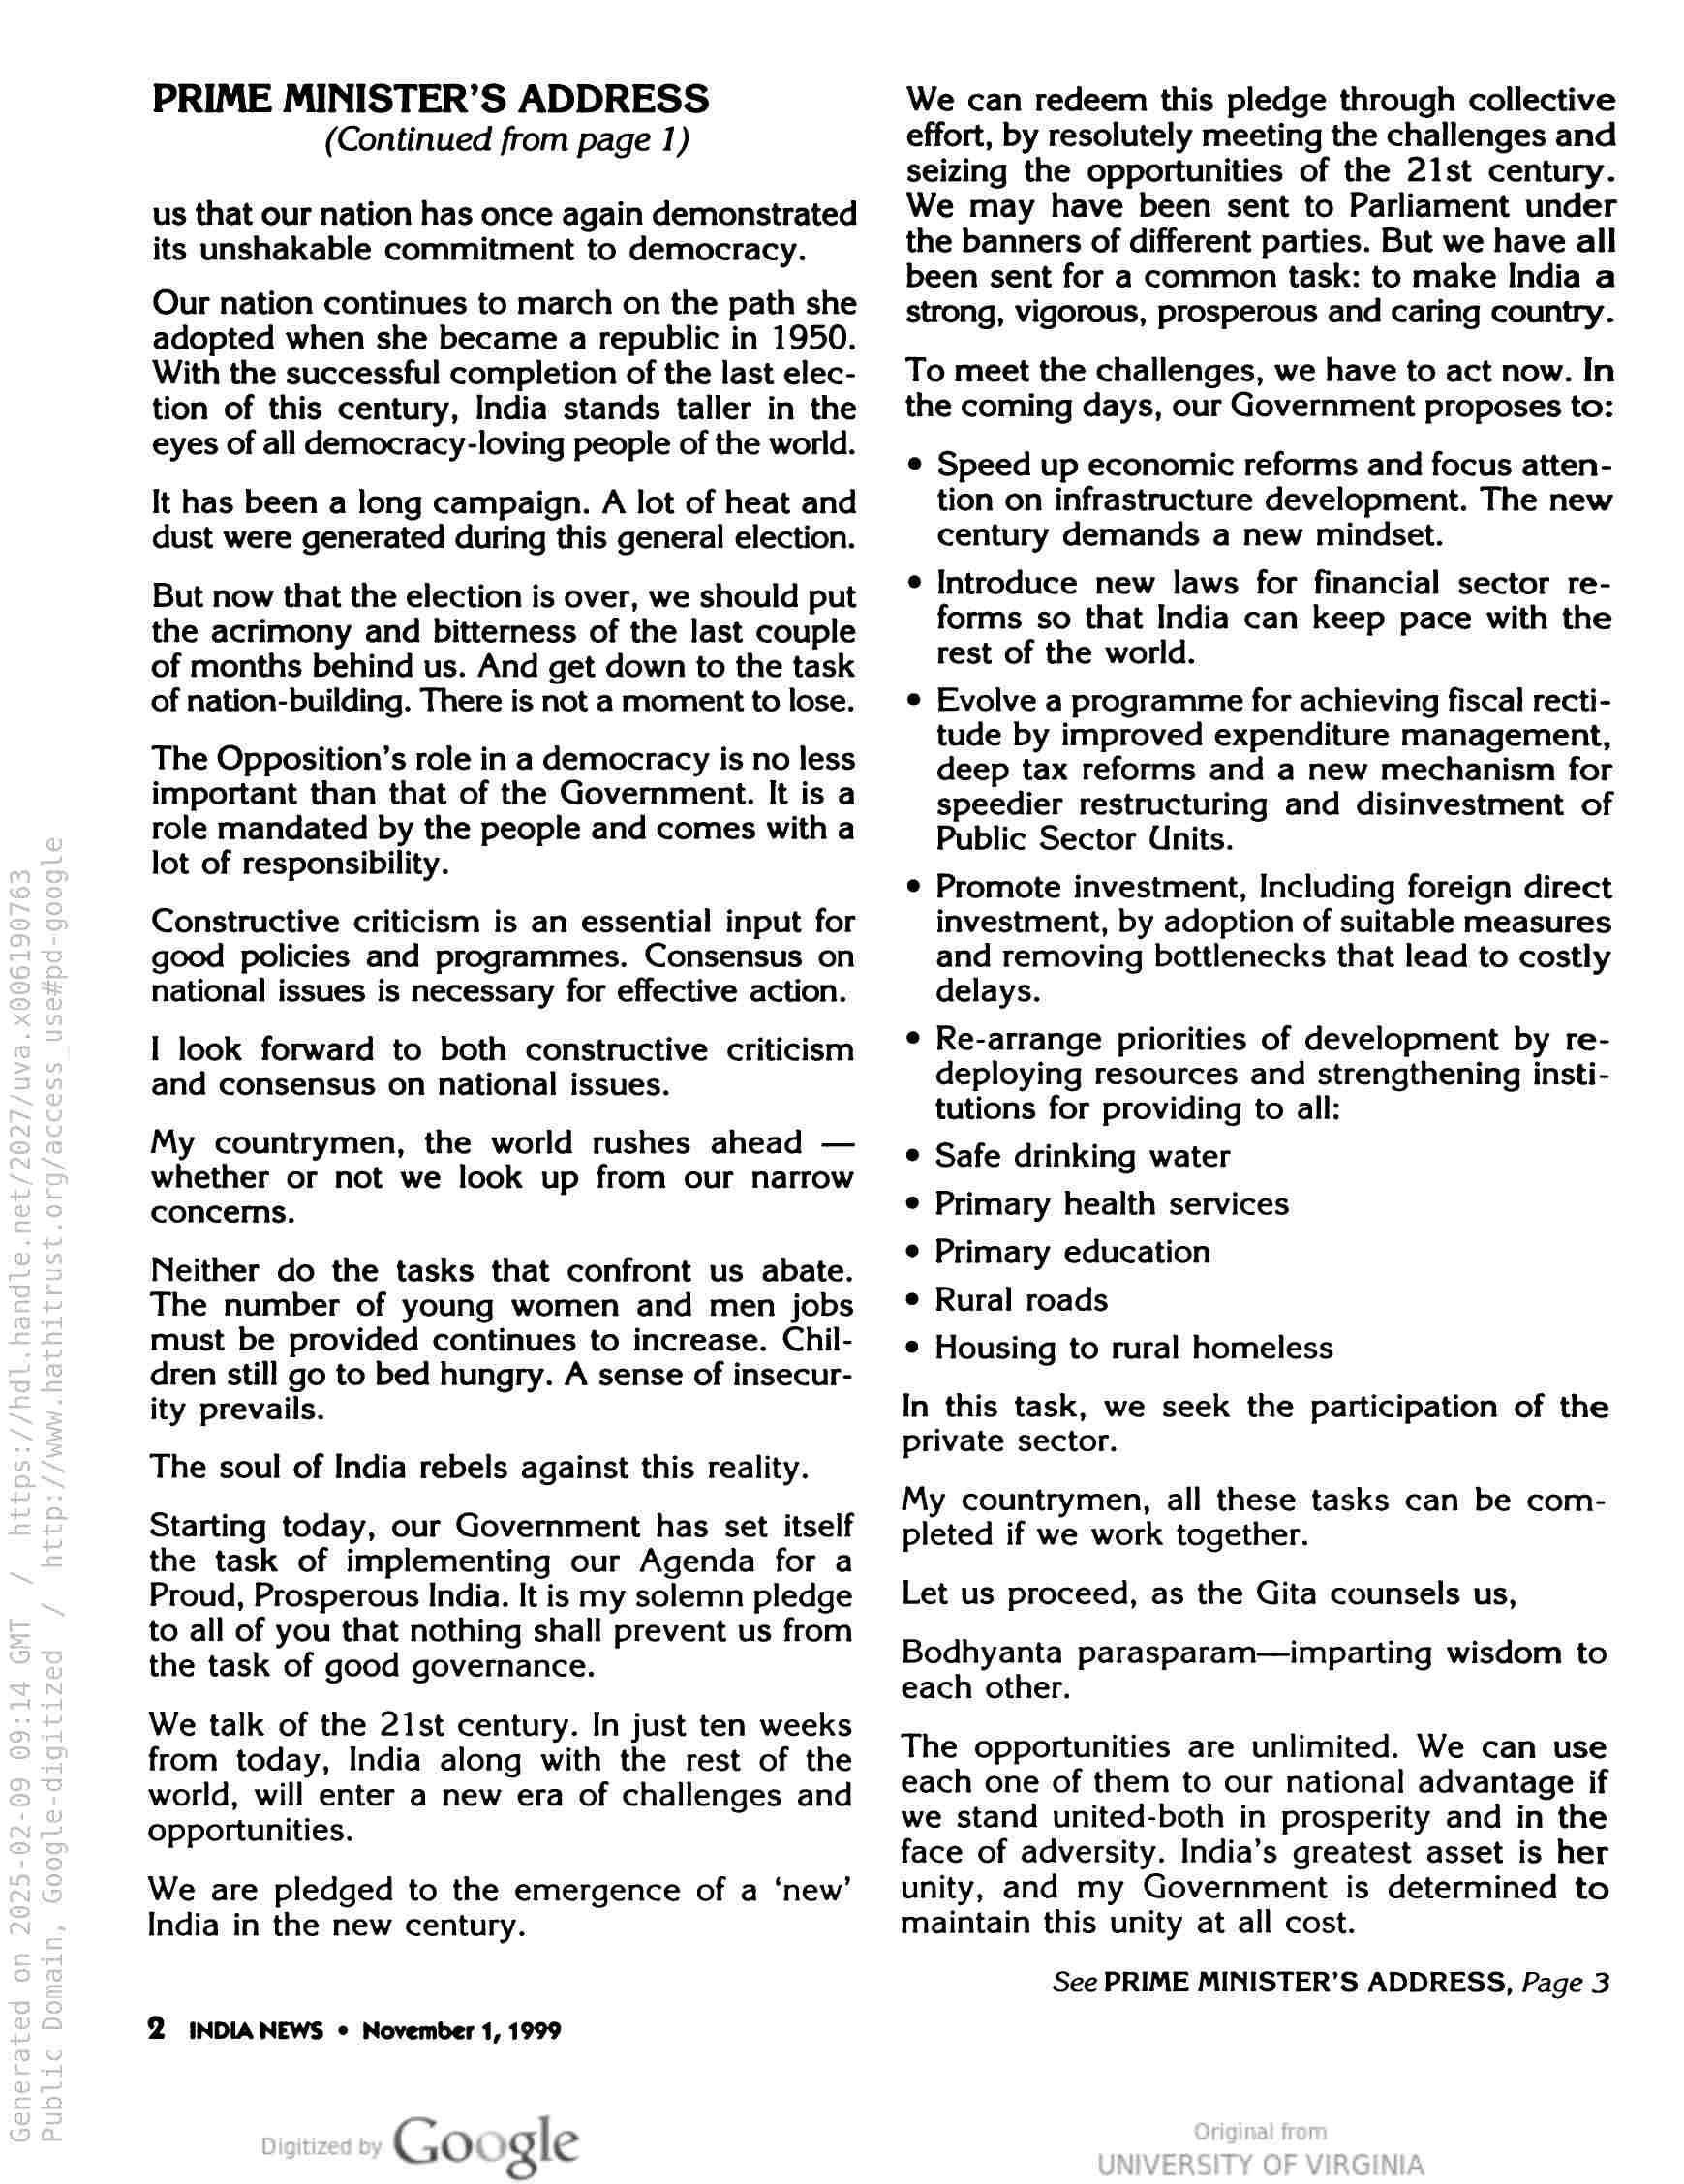 PRIME MINISTER'S ADDRESS
(Continued from page 1)
us that our nation has once again demonstrated
its unshakable commitment to democracy.
Our nation continues to march on the path she
adopted when she became a republic in 1950.
With the successful completion of the last elec-
tion of this century, India stands taller in the
eyes of all democracy-loving people of the world.
It has been a long campaign. A lot of heat and
dust were generated during this general election.
But now that the election is over, we should put
the acrimony and bitterness of the last couple
of months behind us. And get down to the task
of nation-building. There is not a moment to lose.
The Opposition's role in a democracy is no less
important than that of the Government. It is a
role mandated by the people and comes with a
lot of responsibility.
Constructive criticism is an essential input for
good policies and programmes. Consensus on
national issues is necessary for effective action.
I look forward to both constructive criticism
and consensus on national issues.
My countrymen, the world rushes ahead —
whether or not we look up from our narrow
concerns.
Neither do the tasks that confront us abate.
The number of young women and men jobs
must be provided continues to increase. Chil-
dren still go to bed hungry. A sense of insecur-
ity prevails.
The soul of India rebels against this reality.
Starting today, our Government has set itself
the task of implementing our Agenda for a
Proud, Prosperous India. It is my solemn pledge
to all of you that nothing shall prevent us from
the task of good governance.
We talk of the 21st century. In just ten weeks
from today, India along with the rest of the
world, will enter a new era of challenges and
opportunities.
We are pledged to the emergence of a 'new'
India in the new century.
We can redeem this pledge through collective
effort, by resolutely meeting the challenges and
seizing the opportunities of the 21st century.
We may have been sent to Parliament under
the banners of different parties. But we have all
been sent for a common task: to make India a
strong, vigorous, prosperous and caring country.
To meet the challenges, we have to act now. In
the coming days, our Government proposes to:
• Speed up economic reforms and focus atten-
tion on infrastructure development. The new
century demands a new mindset.
• Introduce new laws for financial sector re-
forms so that India can keep pace with the
rest of the world.
• Evolve a programme for achieving fiscal recti-
tude by improved expenditure management,
deep tax reforms and a new mechanism for
speedier restructuring and disinvestment of
Public Sector Units.
• Promote investment, Including foreign direct
investment, by adoption of suitable measures
and removing bottlenecks that lead to costly
delays.
• Re-arrange priorities of development by re-
deploying resources and strengthening insti-
tutions for providing to all:
• Safe drinking water
• Primary health services
• Primary education
• Rural roads
• Housing to rural homeless
In this task, we seek the participation of the
private sector.
My countrymen, all these tasks can be com-
pleted if we work together.
Let us proceed, as the Gita counsels us,
Bodhyanta parasparam—imparting wisdom to
each other.
The opportunities are unlimited. We can use
each one of them to our national advantage if
we stand united-both in prosperity and in the
face of adversity. India's greatest asset is her
unity, and my Government is determined to
maintain this unity at all cost.
See PRIME MINISTER'S ADDRESS, Page 3
2 INDIA NEWS • November 1, 1999
Generated on 2025-02-09 09:14 GMT / https://hdl.handle.net/2027/uva.x006190763
Public Domain, Google-digitized / http://www.hathitrust.org/access_use#pd-google
Digitized by Google
Original from
UNIVERSITY OF VIRGINIA